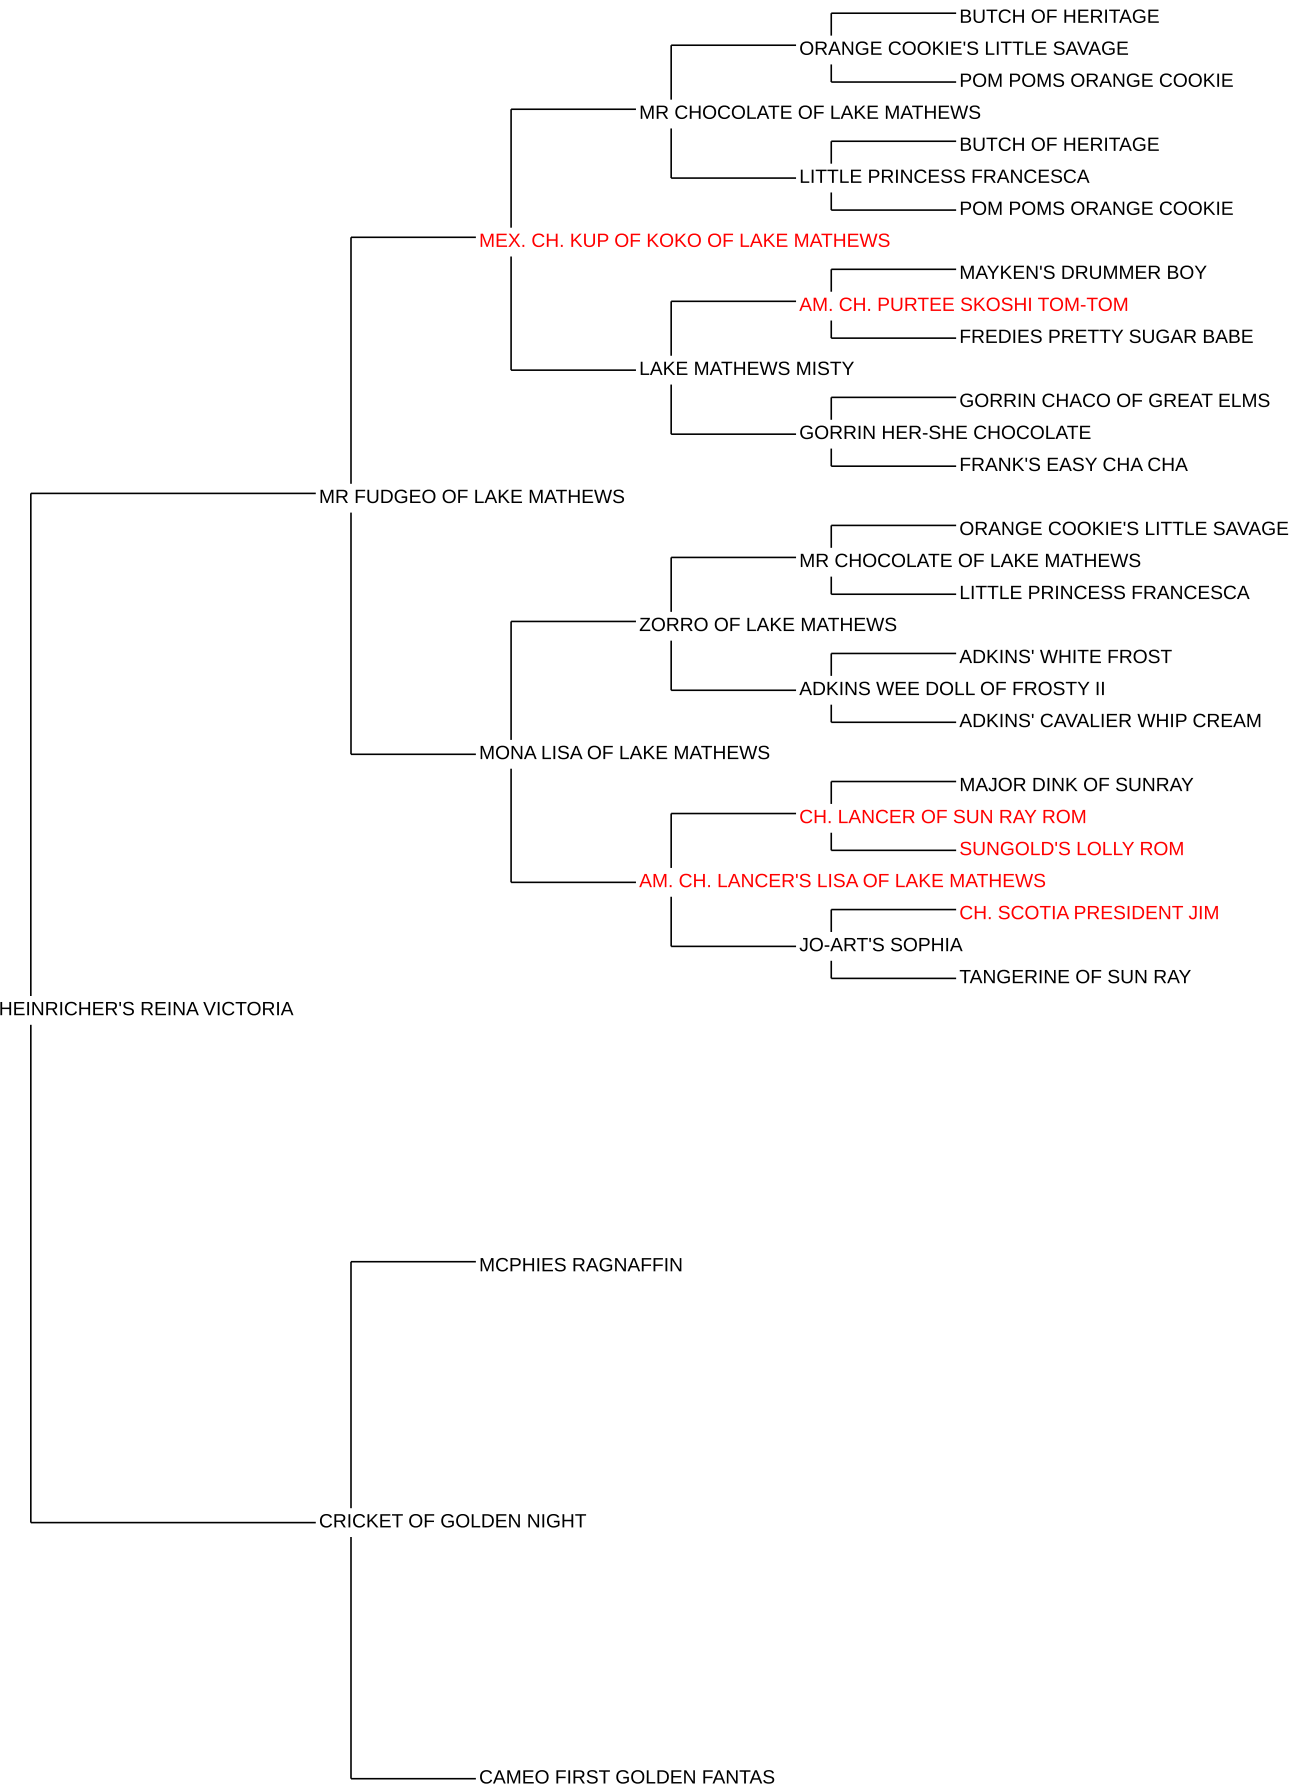 BUTCH OF HERITAGE
ORANGE COOKIE'S LITTLE SAVAGE
POM POMS ORANGE COOKIE
MR CHOCOLATE OF LAKE MATHEWS
BUTCH OF HERITAGE
LITTLE PRINCESS FRANCESCA
POM POMS ORANGE COOKIE
MEX. CH. KUP OF KOKO OF LAKE MATHEWS
MAYKEN'S DRUMMER BOY
AM. CH. PURTEE SKOSHI TOM-TOM
FREDIES PRETTY SUGAR BABE
LAKE MATHEWS MISTY
GORRIN CHACO OF GREAT ELMS
GORRIN HER-SHE CHOCOLATE
FRANK'S EASY CHA CHA
MR FUDGEO OF LAKE MATHEWS
ORANGE COOKIE'S LITTLE SAVAGE
MR CHOCOLATE OF LAKE MATHEWS
LITTLE PRINCESS FRANCESCA
ZORRO OF LAKE MATHEWS
ADKINS' WHITE FROST
ADKINS WEE DOLL OF FROSTY II
ADKINS' CAVALIER WHIP CREAM
MONA LISA OF LAKE MATHEWS
MAJOR DINK OF SUNRAY
CH. LANCER OF SUN RAY ROM
SUNGOLD'S LOLLY ROM
AM. CH. LANCER'S LISA OF LAKE MATHEWS
CH. SCOTIA PRESIDENT JIM
JO-ART'S SOPHIA
TANGERINE OF SUN RAY
HEINRICHER'S REINA VICTORIA
MCPHIES RAGNAFFIN
CRICKET OF GOLDEN NIGHT
CAMEO FIRST GOLDEN FANTAS